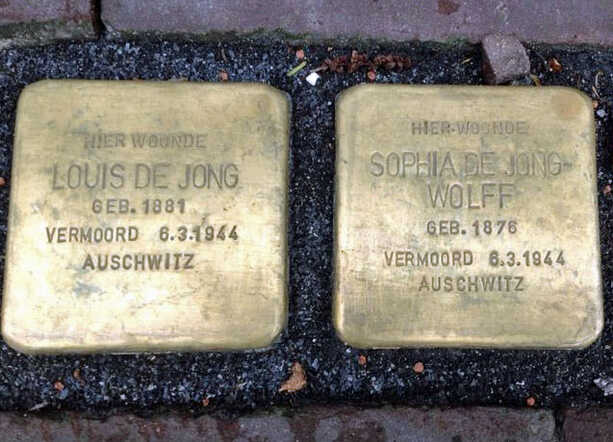 HIER WOONDE
LOUIS DE JONG
GEB. 1881
VERMOORD 6.3.1944
AUSCHWITZ
HIER WOONDE
SOPHIA DE JONG-
WOLFF
GEB. 1876
VERMOORD 6.3.1944
AUSCHWITZ